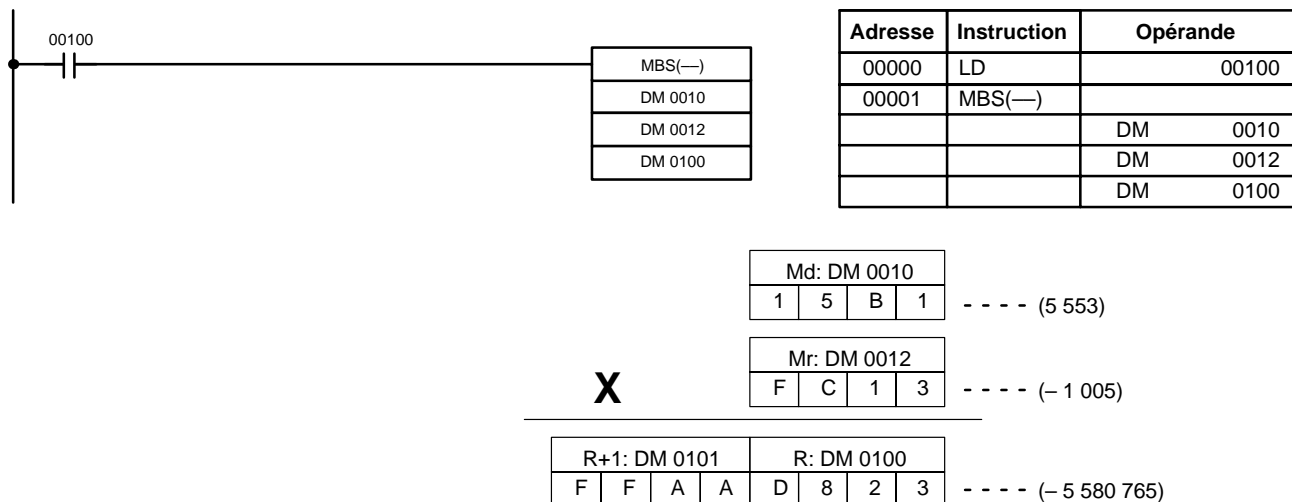 00100
MBS(—)
DM 0010
DM 0012
DM 0100
Adresse Instruction Opérande
00000 LD 00100
00001 MBS(—)
DM 0010
DM 0012
DM 0100
Md: DM 0010
1 5 B 1 - - - - (5 553)
Mr: DM 0012
X F C 1 3 - - - - (– 1 005)
R+1: DM 0101 R: DM 0100
F F A A D 8 2 3 - - - - (– 5 580 765)